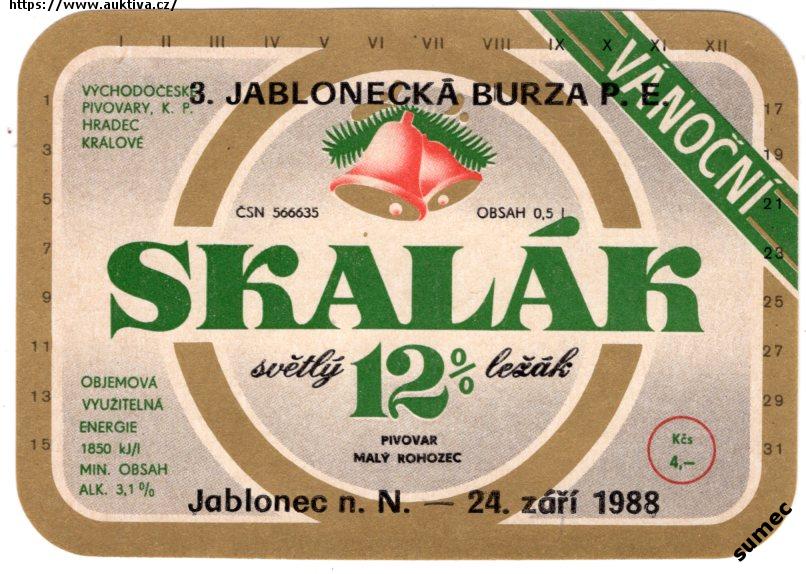 https://www.auktiva.cz/
I II III IV V VI VII VIII IX X XI XII
3. JABLONECKÁ BURZA P. E.
VÝCHODOČESKÉ
PIVOVARY, K. P.
HRADEC
KRÁLOVÉ
VÁNOČNÍ
1
3
5
7
9
11
13
15
17
19
21
23
25
27
29
31
ČSN 566635
OBSAH 0,5 l
SKALÁK
světlý 12% ležák
PIVOVAR
MALÝ ROHOZEC
OBJEMOVÁ
VYUŽITELNÁ
ENERGIE
1850 kJ/l
MIN. OBSAH
ALK. 3,1%
Kčs
4,–
Jablonec n. N. — 24. září 1988
sumec